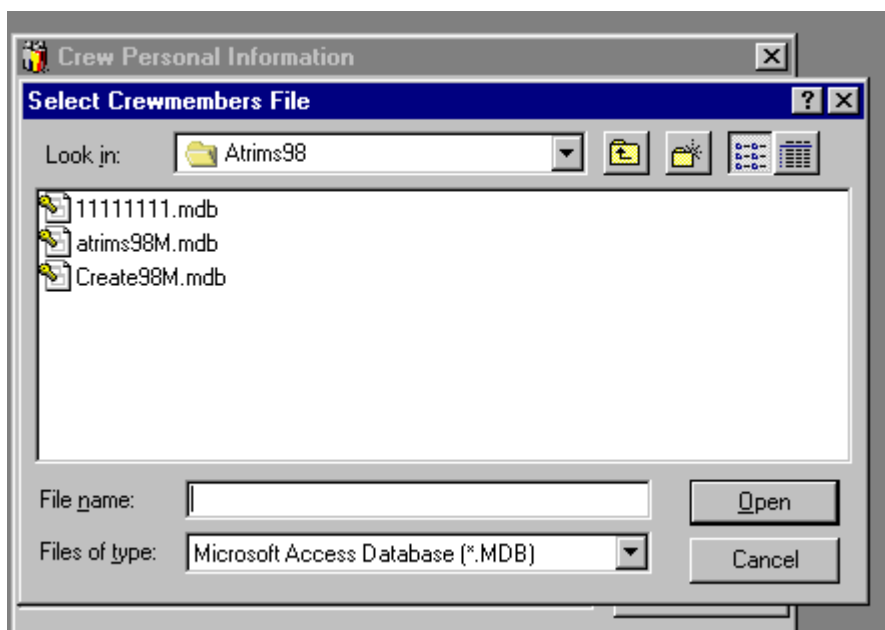 Crew Personal Information
Select Crewmembers File
Look in: Atrims98
11111111.mdb
atrims98M.mdb
Create98M.mdb
File name: Open
Files of type: Microsoft Access Database (*.MDB) Cancel